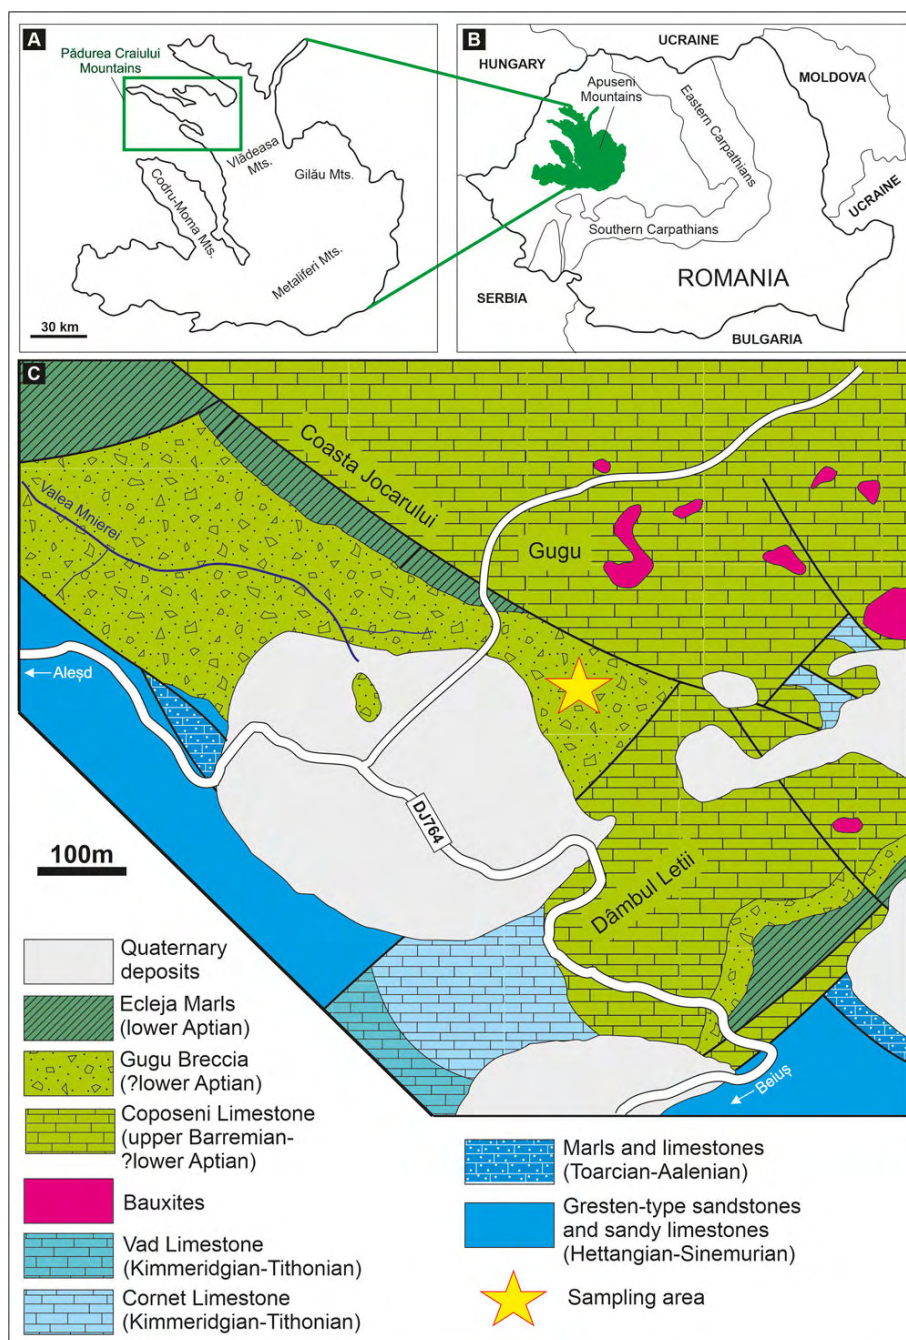 A
Pădurea Craiului
Mountains
Vlădeasa
Mts.
Gilău Mts.
Codru-Moma Mts.
Metaliferi Mts.
30 km
B
UCRAINE
HUNGARY
MOLDOVA
Apuseni
Mountains
Eastern Carpathians
UCRAINE
Southern Carpathians
ROMANIA
SERBIA
BULGARIA
C
Coasta Jocarului
Valea Mnierei
Gugu
Aleșd
DJ764
100m
Dâmbul Letii
Beiuș
Quaternary
deposits
Ecleja Marls
(lower Aptian)
Gugu Breccia
(?lower Aptian)
Coposeni Limestone
(upper Barremian-
?lower Aptian)
Bauxites
Vad Limestone
(Kimmeridgian-Tithonian)
Cornet Limestone
(Kimmeridgian-Tithonian)
Marls and limestones
(Toarcian-Aalenian)
Gresten-type sandstones
and sandy limestones
(Hettangian-Sinemurian)
Sampling area